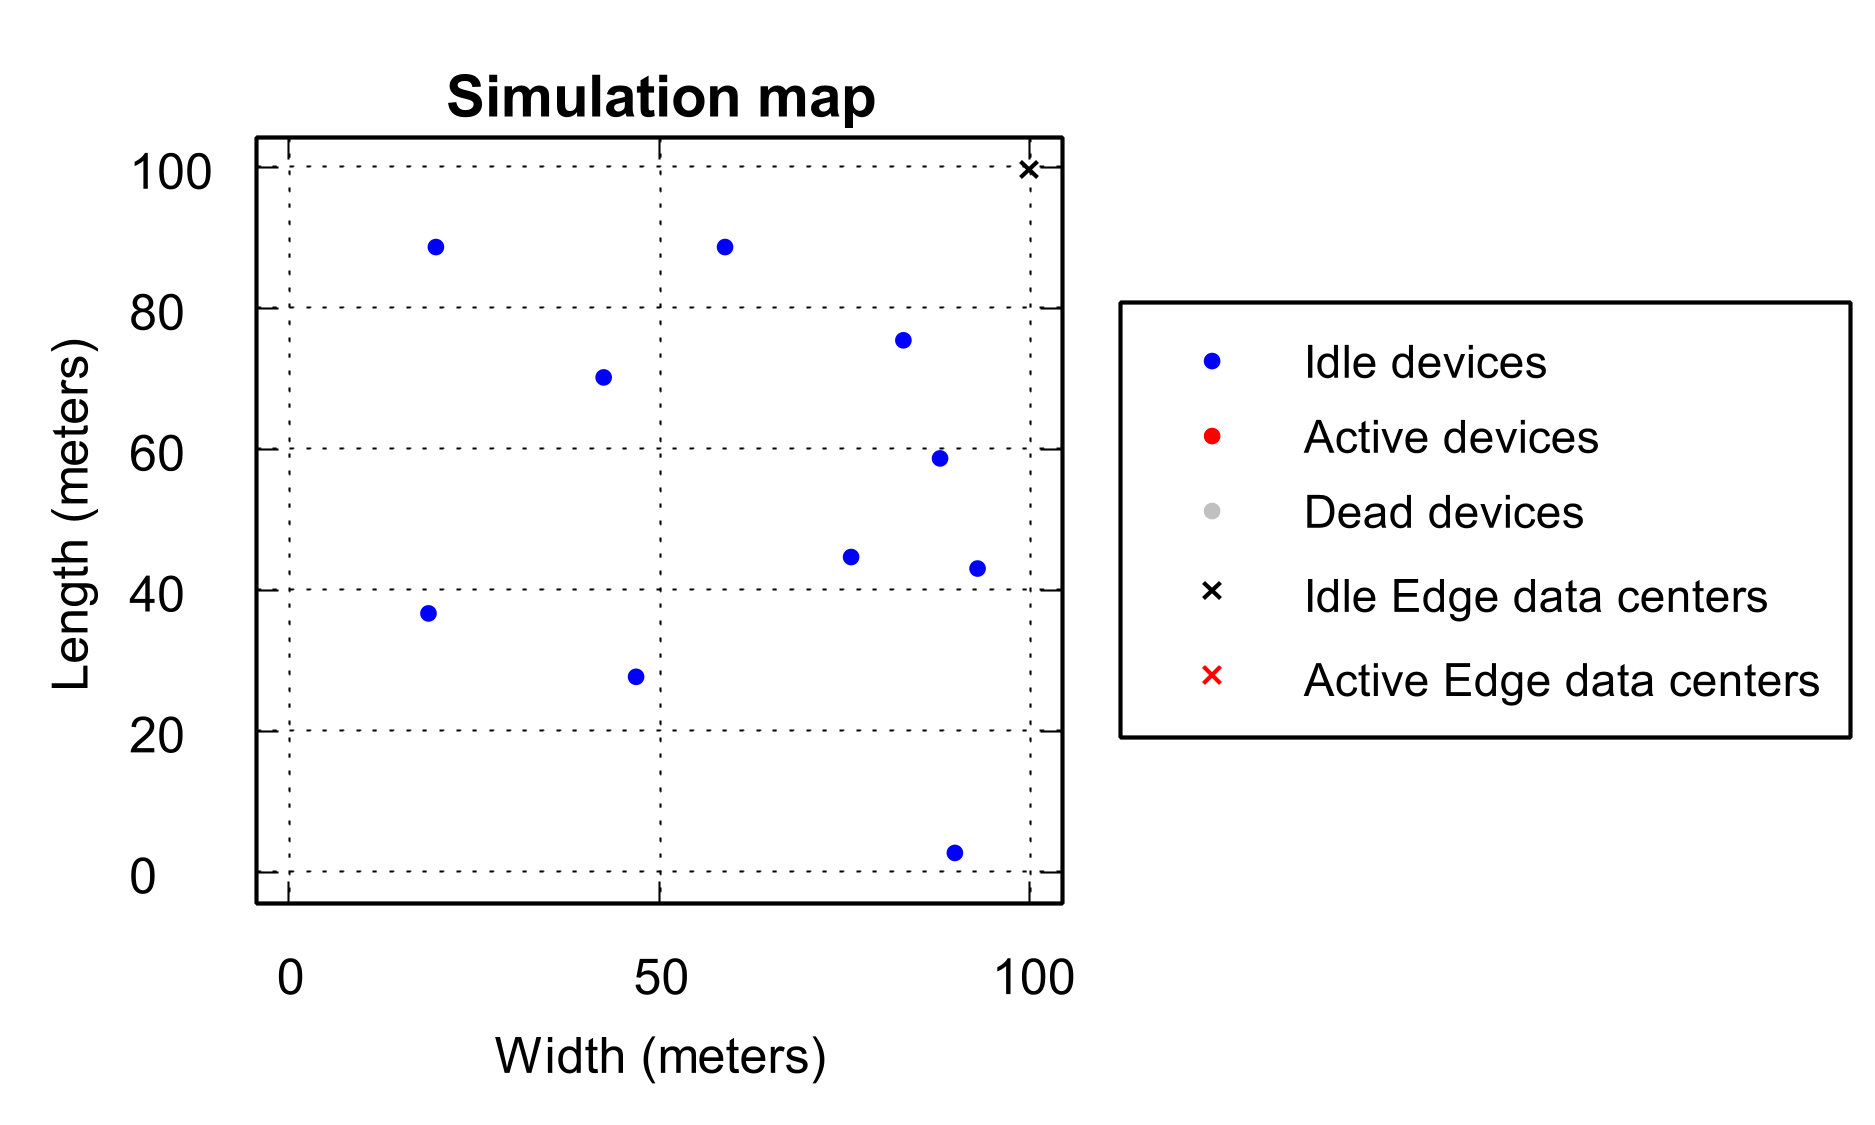 Simulation map
100
80
60
40
20
0
Length (meters)
0 50 100
Width (meters)
Idle devices
Active devices
Dead devices
Idle Edge data centers
Active Edge data centers